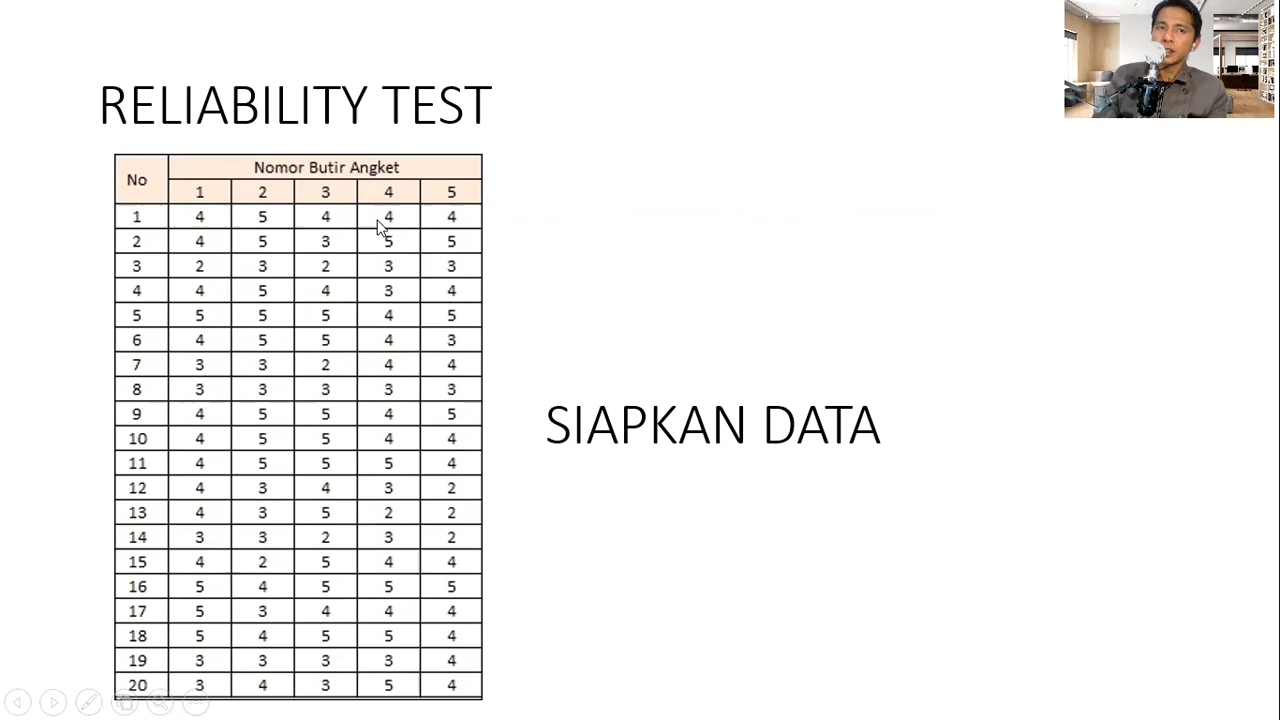 RELIABILITY TEST
No Nomor Butir Angket
1 2 3 4 5
1 4 5 4 4 4
2 4 5 3 5 5
3 2 3 2 3 3
4 4 5 4 3 4
5 5 5 5 4 5
6 4 5 5 4 3
7 3 3 2 4 4
8 3 3 3 3 3
9 4 5 5 4 5
10 4 5 5 4 4
11 4 5 5 5 4
12 4 3 4 3 2
13 4 3 5 2 2
14 3 3 2 3 2
15 4 2 5 4 4
16 5 4 5 5 5
17 5 3 4 4 4
18 5 4 5 5 4
19 3 3 3 3 4
20 3 4 3 5 4
SIAPKAN DATA